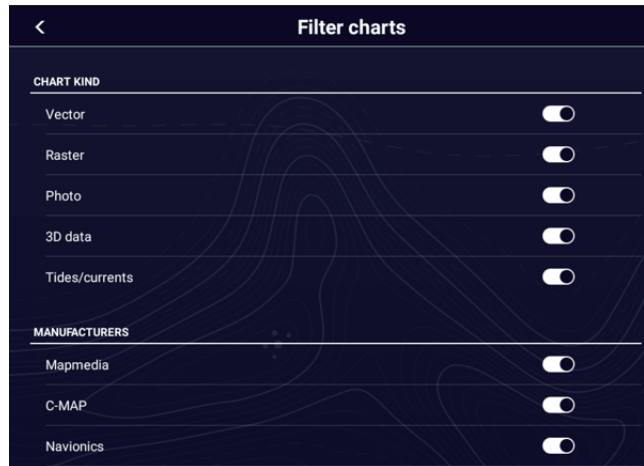 Filter charts
CHART KIND
Vector
Raster
Photo
3D data
Tides/currents
MANUFACTURERS
Mapmedia
C-MAP
Navionics